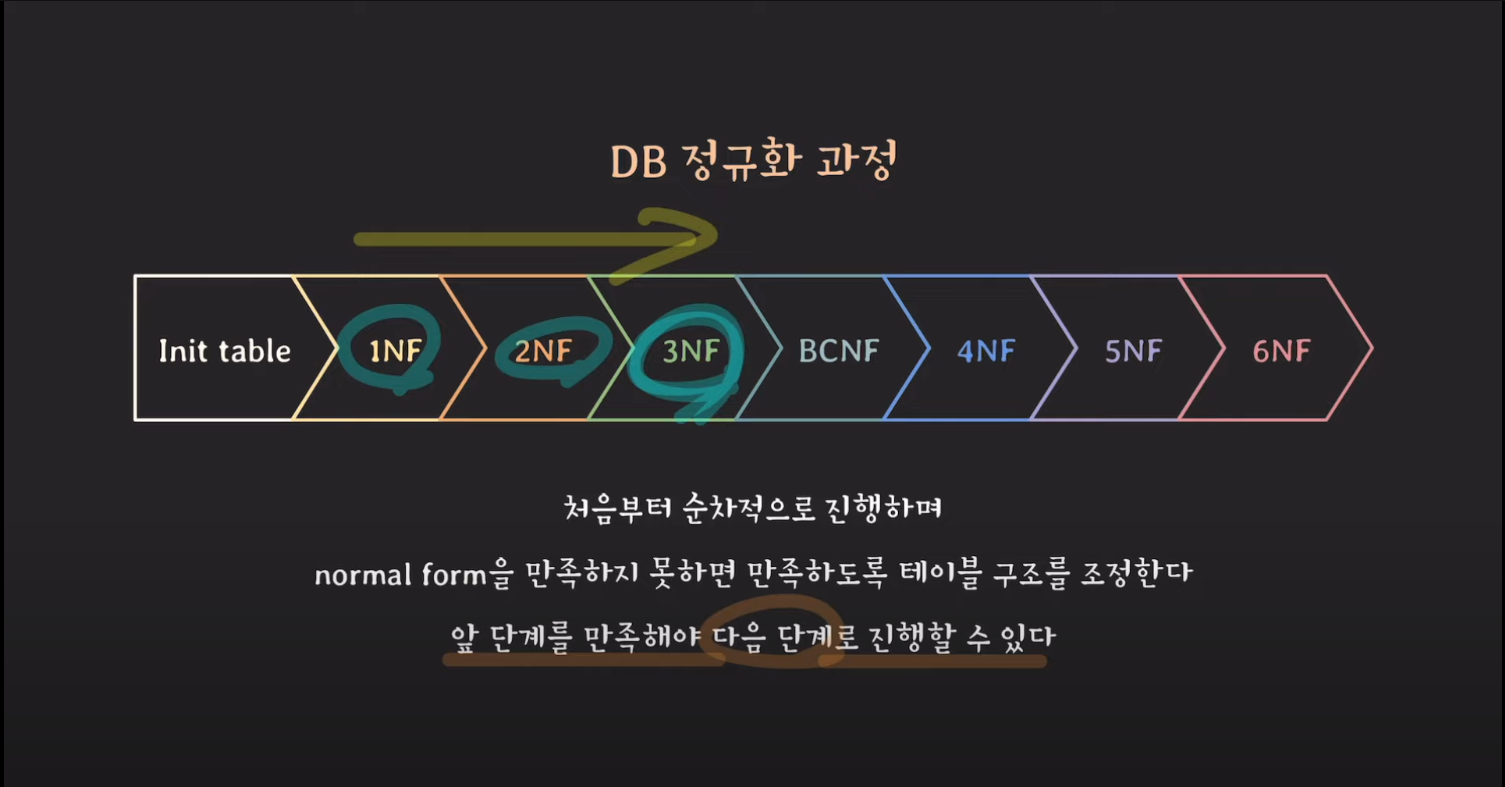 DB 정규화 과정
Init table 1NF 2NF 3NF BCNF 4NF 5NF 6NF
처음부터 순차적으로 진행하며
normal form을 만족하지 못하면 만족하도록 테이블 구조를 조정한다
앞 단계를 만족해야 다음 단계로 진행할 수 있다